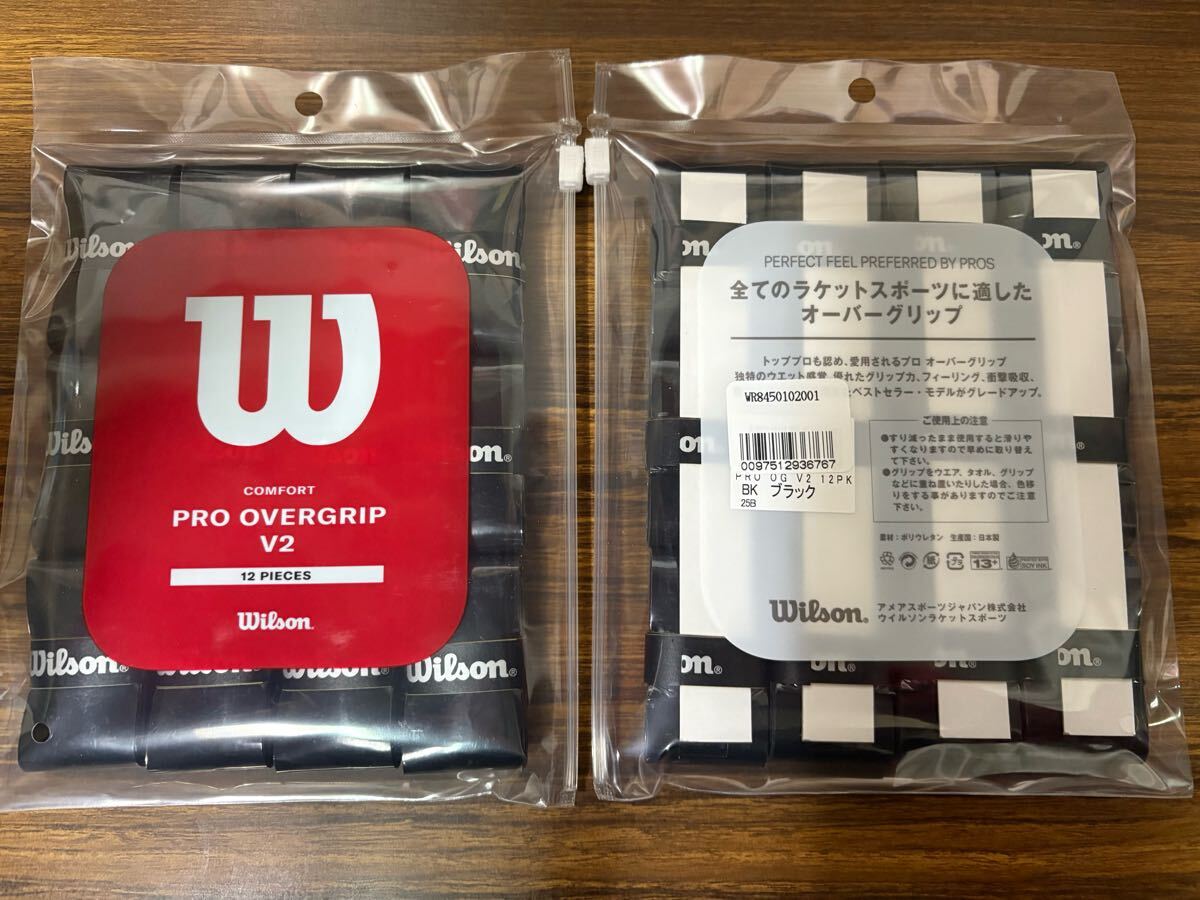 Wilson
Wilson
W
COMFORT
PRO OVERGRIP
V2
12 PIECES
Wilson
Wilson®
Wilson®
Wilson®
on®
PERFECT FEEL PREFERRED BY PROS
全てのラケットスポーツに適した
オーバーグリップ
トッププロも認め、愛用されるプロ オーバーグリップ
独特のウエット感覚、優れたグリップ力、フィーリング、衝撃吸収、
たベストセラー・モデルがグレードアップ。
WR8450102001
0097512936767
PRO OG V2 12PK
BK ブラック
25B
ご使用上の注意
●すり減ったまま使用すると滑りや
すくなりますので早めに取り替え
て下さい。
●グリップをウエア、タオル、グリップ
などに重ね置いたりした場合、色移
りをする事がありますのでご注意
下さい。
素材：ポリウレタン 生産国：日本製
紙
プラ
13+
SOY INK
Wilson®
アメアスポーツジャパン株式会社
ウイルソンラケットスポーツ
on®
on®
on®
on®